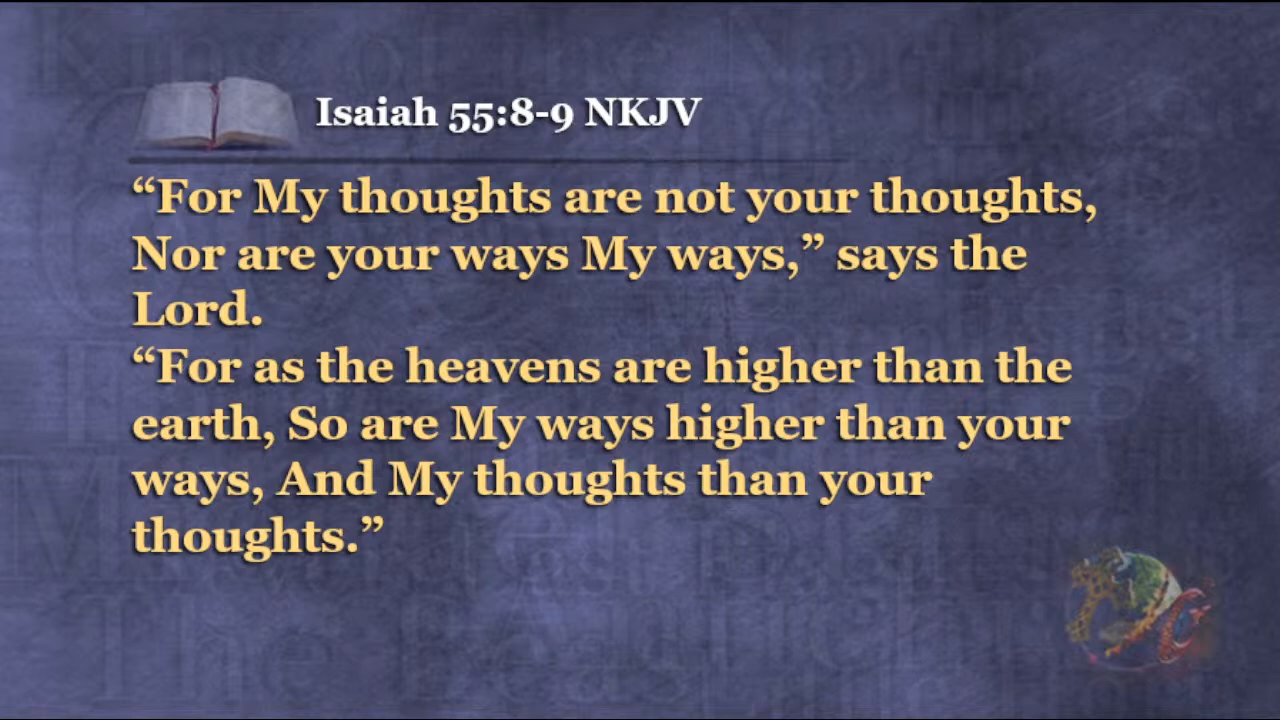 Isaiah 55:8-9 NKJV
“For My thoughts are not your thoughts,
Nor are your ways My ways,” says the
Lord.
“For as the heavens are higher than the
earth, So are My ways higher than your
ways, And My thoughts than your
thoughts.”